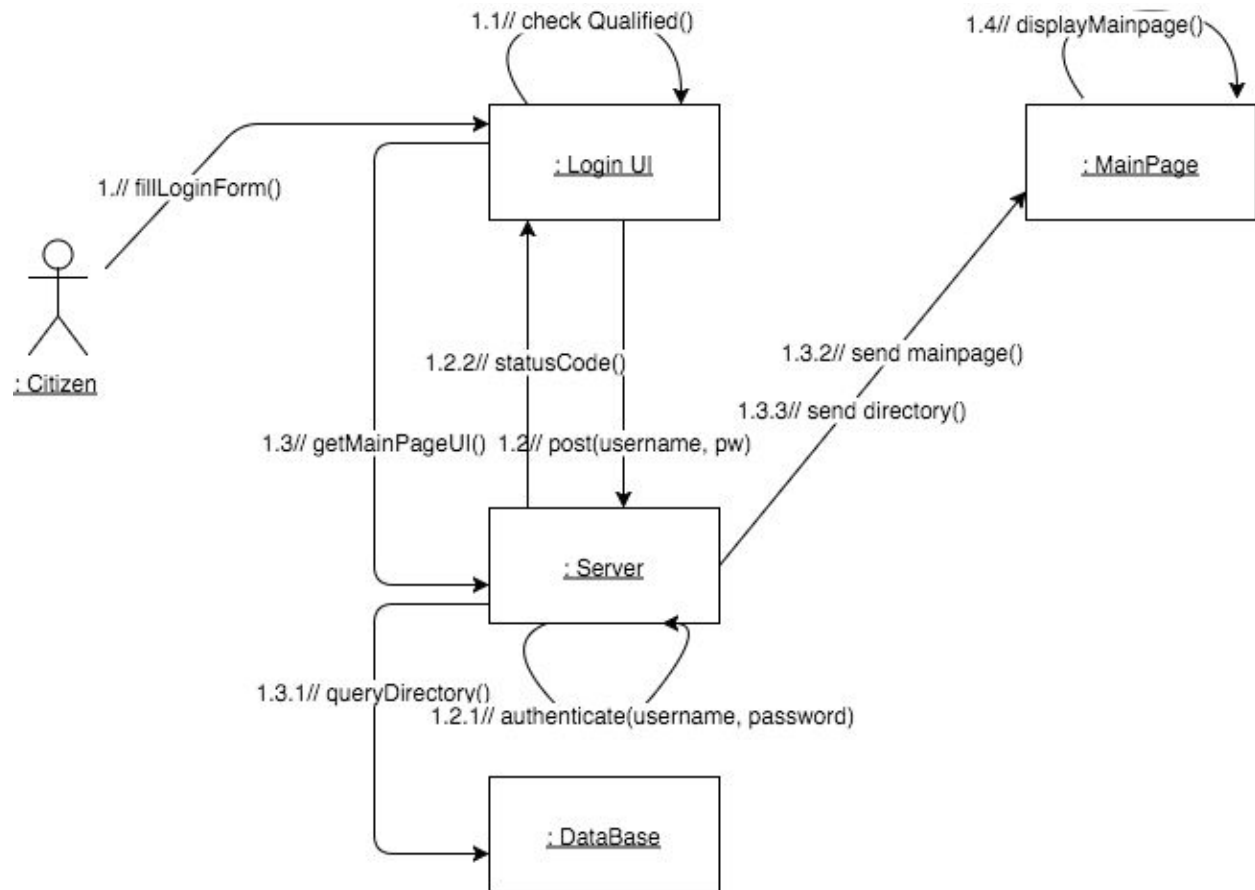 1.1// check Qualified()
1.4// displayMainpage()
: Login UI
: MainPage
1.// fillLoginForm()
: Citizen
1.2.2// statusCode()
1.3.2// send mainpage()
1.3.3// send directory()
1.3// getMainPageUI()
1.2// post(username, pw)
: Server
1.3.1// queryDirectory()
1.2.1// authenticate(username, password)
: DataBase